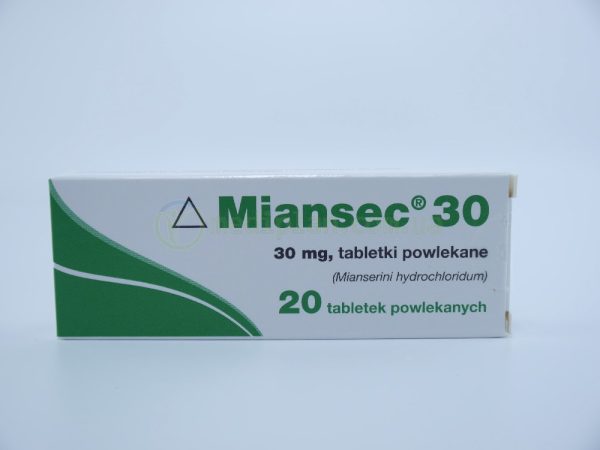 Miansec® 30
30 mg, tabletki powlekane
(Mianserini hydrochloridum)
20 tabletek powlekanych